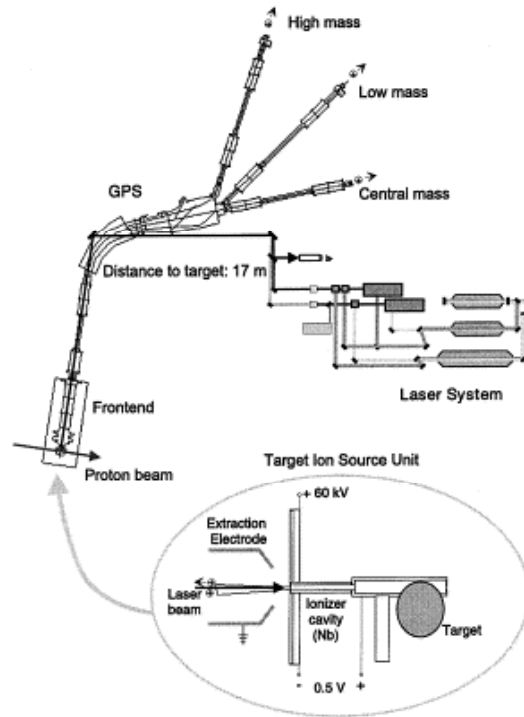 High mass
Low mass
GPS
Central mass
Distance to target: 17 m
Laser System
Frontend
Proton beam
Target Ion Source Unit
+ 60 kV
Extraction
Electrode
Laser
beam
Ionizer
cavity
(Nb)
Target
- 0.5 V +